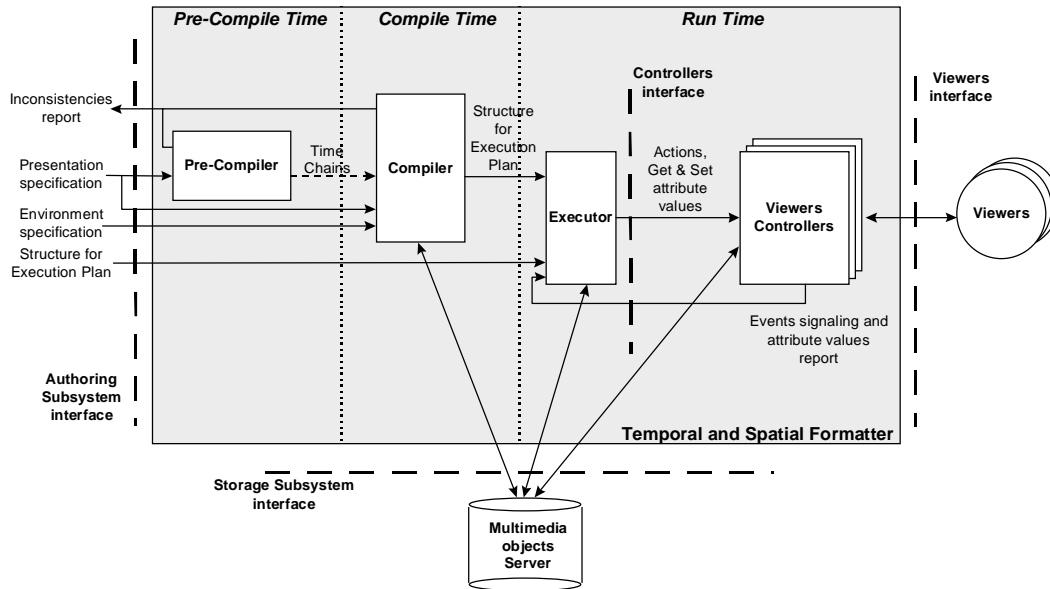 Pre-Compile Time
Compile Time
Run Time
Controllers
interface
Viewers
interface
Inconsistencies
report
Structure
for
Execution
Plan
Pre-Compiler
Time
Chains
Compiler
Presentation
specification
Actions,
Get & Set
attribute
values
Executor
Viewers
Controllers
Viewers
Environment
specification
Structure for
Execution Plan
Events signaling and
attribute values
report
Authoring
Subsystem
interface
Temporal and Spatial Formatter
Storage Subsystem
interface
Multimedia
objects
Server